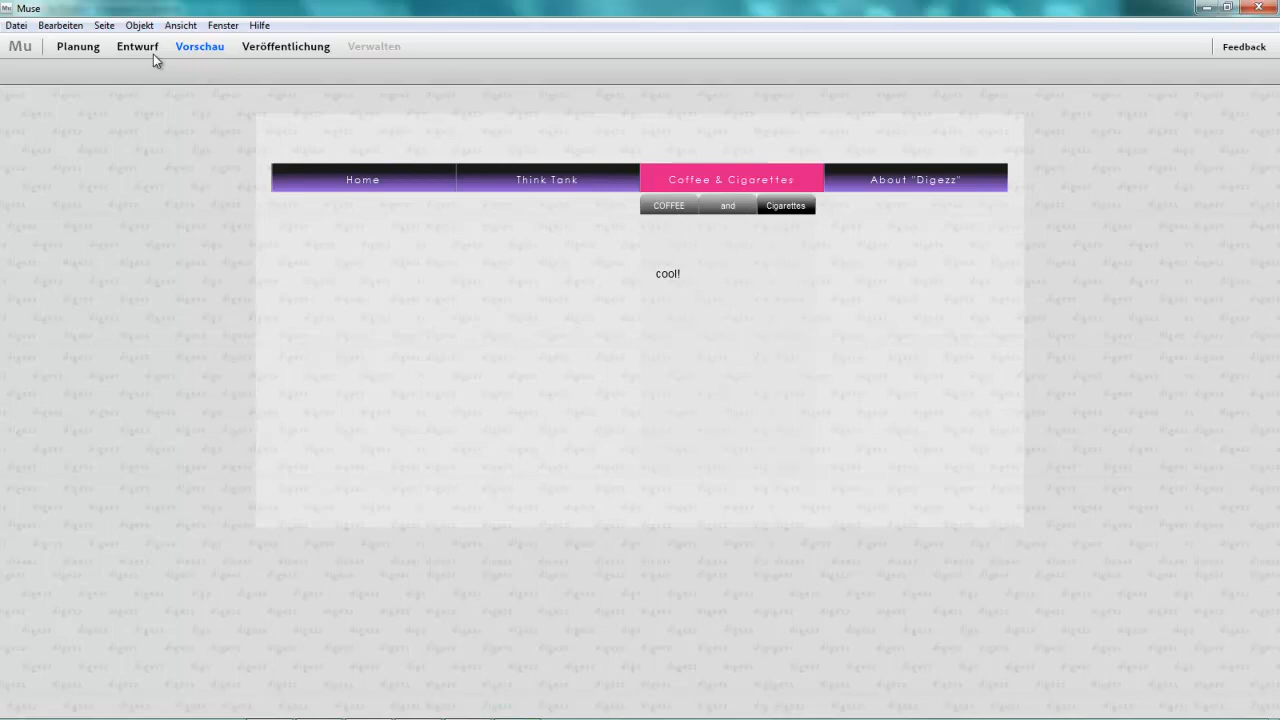 Mu Muse
Datei Bearbeiten Seite Objekt Ansicht Fenster Hilfe
Mu Planung Entwurf Vorschau Veröffentlichung Verwalten Feedback
Home Think Tank Coffee & Cigarettes About "Digezz"
COFFEE and Cigarettes
cool!